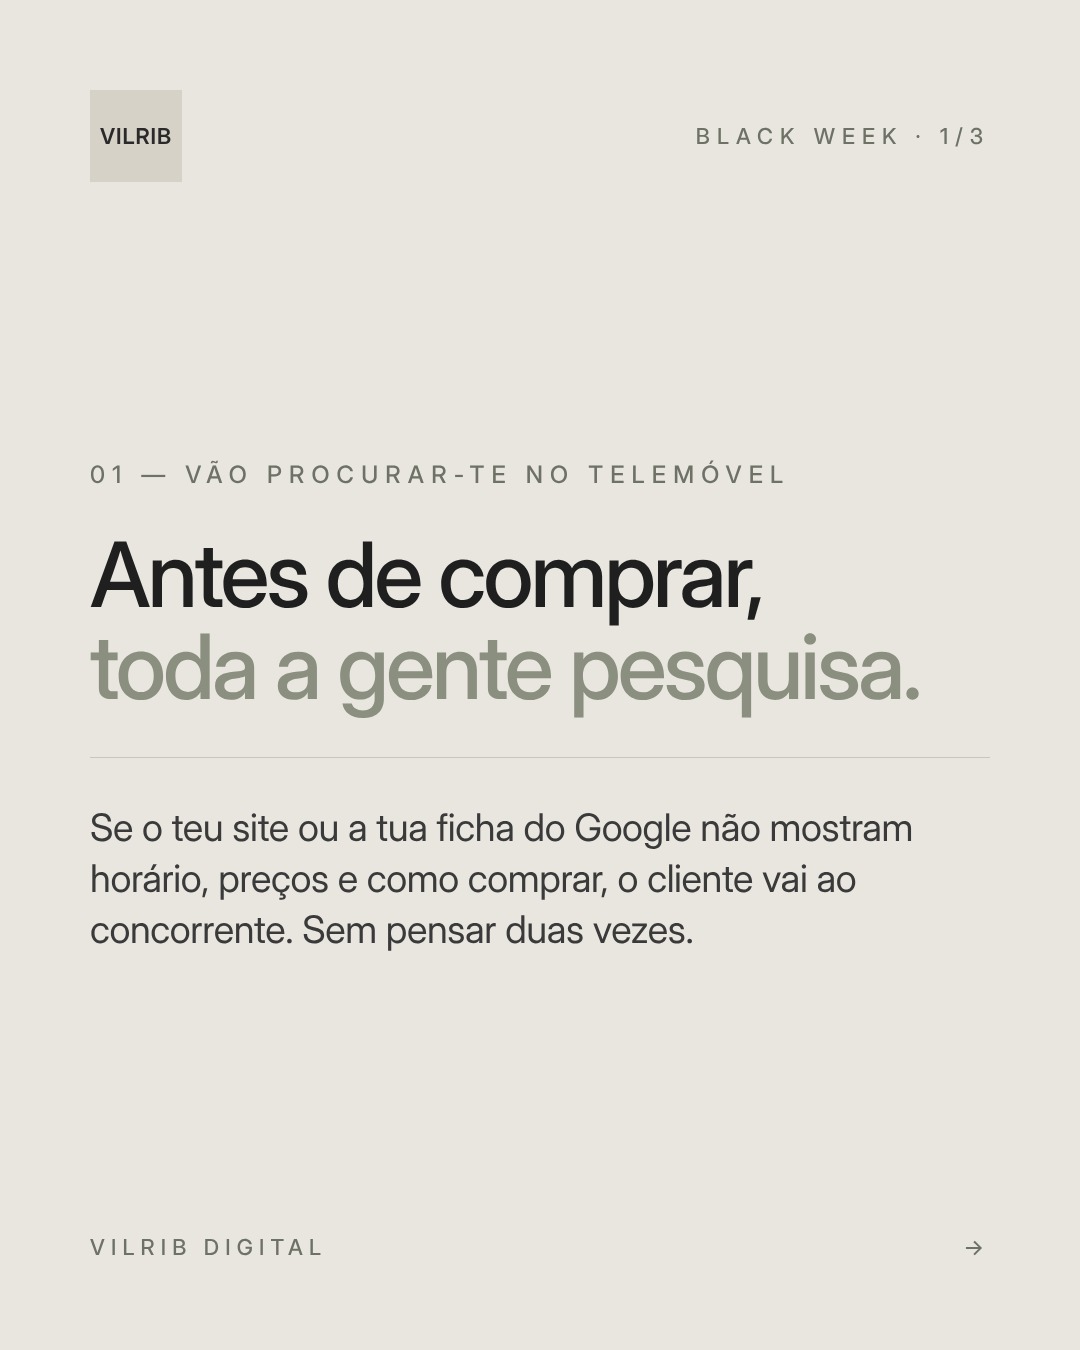 VILRIB
BLACK WEEK · 1/3
01 — VÃO PROCURAR-TE NO TELEMÓVEL
Antes de comprar,
toda a gente pesquisa.
Se o teu site ou a tua ficha do Google não mostram
horário, preços e como comprar, o cliente vai ao
concorrente. Sem pensar duas vezes.
VILRIB DIGITAL
→